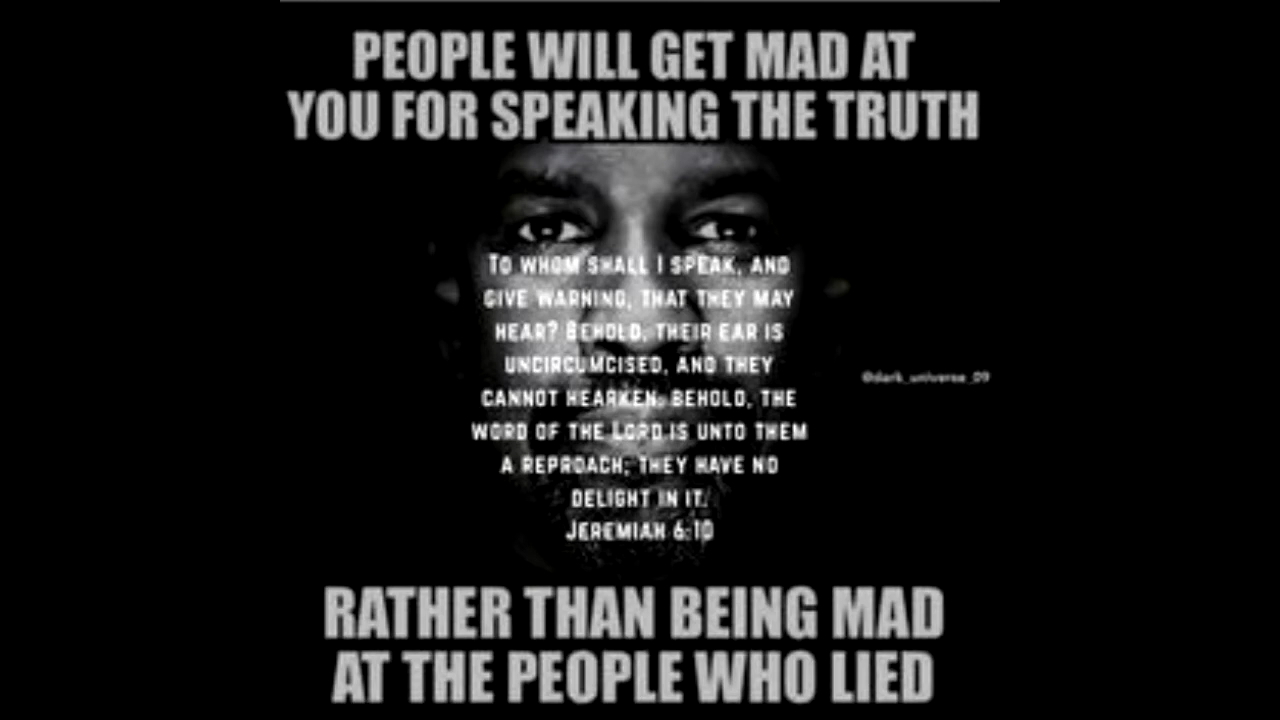 PEOPLE WILL GET MAD AT
YOU FOR SPEAKING THE TRUTH
To whom shall I speak, and
give warning, that they may
hear? Behold, their ear is
uncircumcised, and they
cannot hearken: behold, the
word of the Lord is unto them
a reproach; they have no
delight in it.
Jeremiah 6:10
@dark_universe_09
RATHER THAN BEING MAD
AT THE PEOPLE WHO LIED